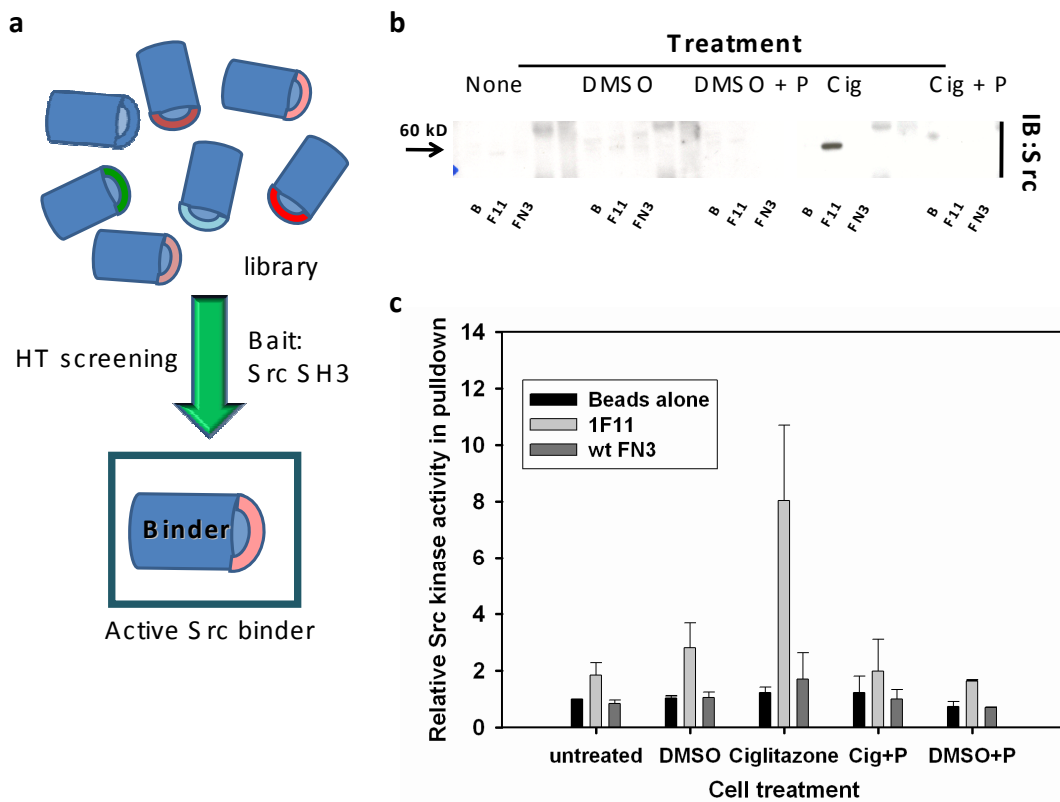 a
library
HT screening
Bait:
Src SH3
Binder
Active Src binder
b
Treatment
None DMSO DMSO + P Cig Cig + P
60 kD
IB:Src
B F11 FN3 B F11 FN3 B F11 FN3 B F11 FN3 B F11 FN3
c
Relative Src kinase activity in pulldown
14
12
10
8
6
4
2
0
Beads alone
1F11
wt FN3
untreated DMSO Ciglitazone Cig+P DMSO+P
Cell treatment